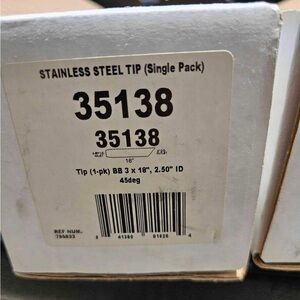 STAINLESS STEEL TIP (Single Pack)
35138
35138
18"
Tip (1-pk) BB 3 x 18", 2.50" ID
45deg
REF NUM.